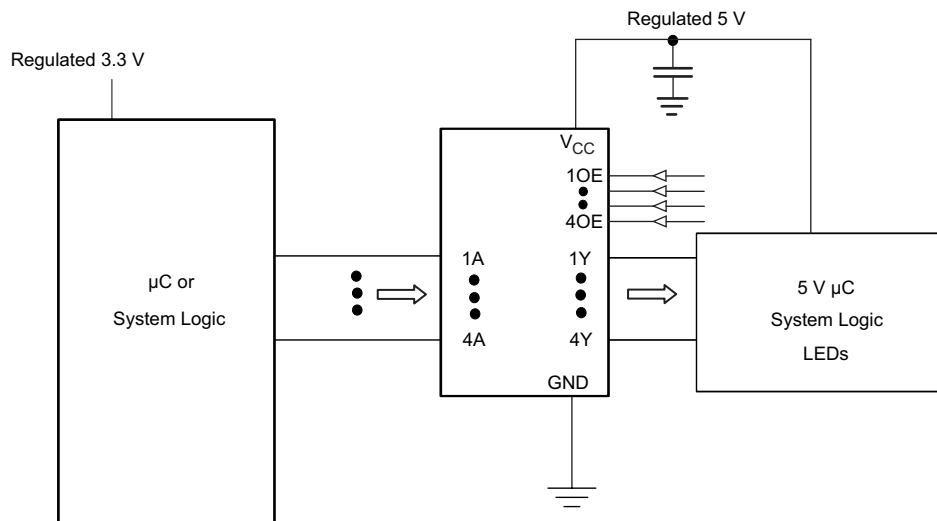 Regulated 5 V
Regulated 3.3 V
VCC
1OE
4OE
1A
4A
1Y
4Y
GND
µC or
System Logic
5 V µC
System Logic
LEDs